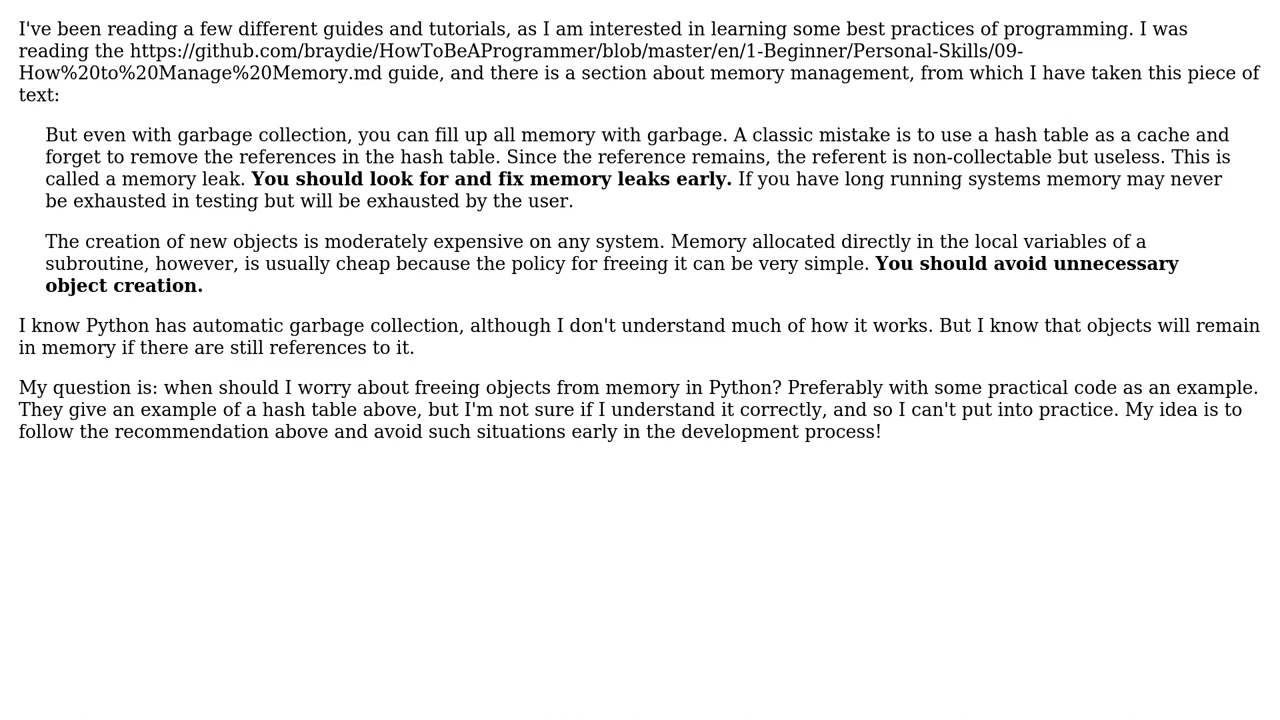 I've been reading a few different guides and tutorials, as I am interested in learning some best practices of programming. I was
reading the https://github.com/braydie/HowToBeAProgrammer/blob/master/en/1-Beginner/Personal-Skills/09-
How%20to%20Manage%20Memory.md guide, and there is a section about memory management, from which I have taken this piece of
text:
But even with garbage collection, you can fill up all memory with garbage. A classic mistake is to use a hash table as a cache and
forget to remove the references in the hash table. Since the reference remains, the referent is non-collectable but useless. This is
called a memory leak. You should look for and fix memory leaks early. If you have long running systems memory may never
be exhausted in testing but will be exhausted by the user.
The creation of new objects is moderately expensive on any system. Memory allocated directly in the local variables of a
subroutine, however, is usually cheap because the policy for freeing it can be very simple. You should avoid unnecessary
object creation.
I know Python has automatic garbage collection, although I don't understand much of how it works. But I know that objects will remain
in memory if there are still references to it.
My question is: when should I worry about freeing objects from memory in Python? Preferably with some practical code as an example.
They give an example of a hash table above, but I'm not sure if I understand it correctly, and so I can't put into practice. My idea is to
follow the recommendation above and avoid such situations early in the development process!